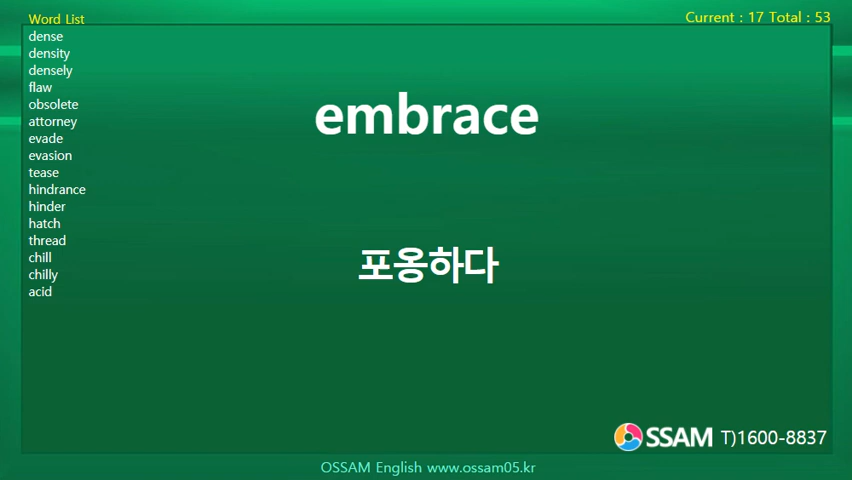 Word List
Current : 17 Total : 53
dense
density
densely
flaw
obsolete
attorney
evade
evasion
tease
hindrance
hinder
hatch
thread
chill
chilly
acid
embrace
포옹하다
OSSAM T)1600-8837
OSSAM English www.ossam05.kr